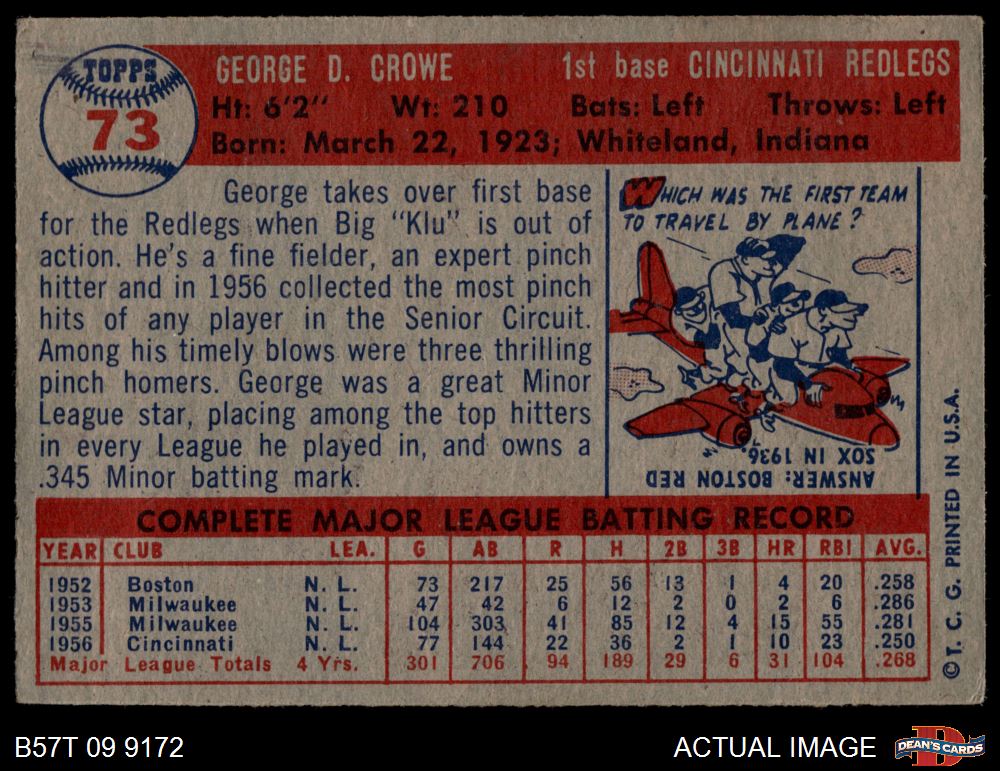 TOPPS
73
GEORGE D. CROWE 1st base CINCINNATI REDLEGS
Ht: 6'2" Wt: 210 Bats: Left Throws: Left
Born: March 22, 1923; Whiteland, Indiana
George takes over first base
for the Redlegs when Big "Klu" is out of
action. He's a fine fielder, an expert pinch
hitter and in 1956 collected the most pinch
hits of any player in the Senior Circuit.
Among his timely blows were three thrilling
pinch homers. George was a great Minor
League star, placing among the top hitters
in every League he played in, and owns a
.345 Minor batting mark.
WHICH WAS THE FIRST TEAM
TO TRAVEL BY PLANE?
ANSWER: BOSTON RED
SOX IN 1936.
COMPLETE MAJOR LEAGUE BATTING RECORD
YEAR CLUB LEA. G AB R H 2B 3B HR RBI AVG.
1952 Boston N. L. 73 217 25 56 13 1 4 20 .258
1953 Milwaukee N. L. 47 42 6 12 2 0 2 6 .286
1955 Milwaukee N. L. 104 303 41 85 12 4 15 55 .281
1956 Cincinnati N. L. 77 144 22 36 2 1 10 23 .250
Major League Totals 4 Yrs. 301 706 94 189 29 6 31 104 .268
© T. C. G. PRINTED IN U.S.A.
B57T 09 9172
ACTUAL IMAGE
DEAN'S CARDS